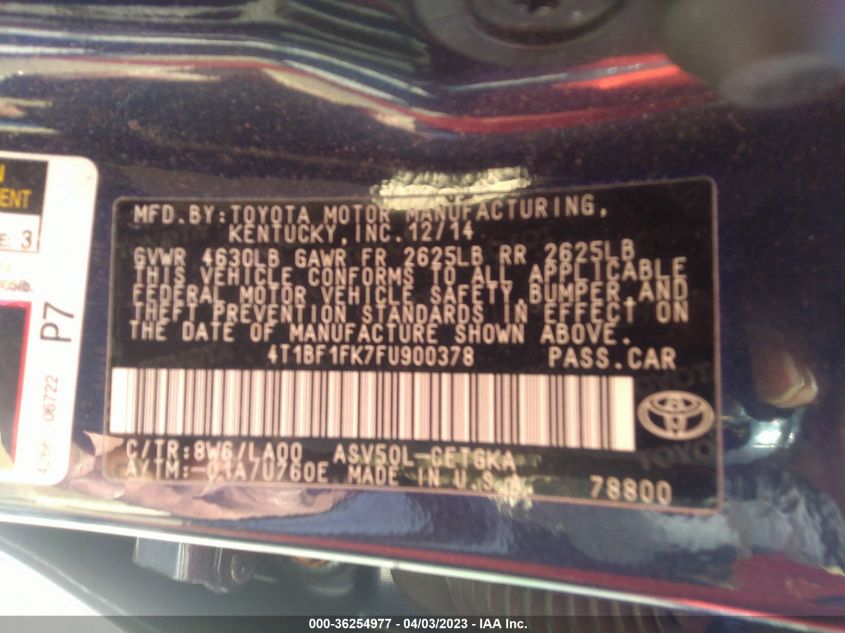 MFD.BY:TOYOTA MOTOR MANUFACTURING,
KENTUCKY,INC.12/14
GVWR 4630LB GAWR FR 2625LB RR 2625LB
THIS VEHICLE CONFORMS TO ALL APPLICABLE
FEDERAL MOTOR VEHICLE SAFETY,BUMPER,AND
THEFT PREVENTION STANDARDS IN EFFECT ON
THE DATE OF MANUFACTURE SHOWN ABOVE.
4T1BF1FK7FU900378 PASS.CAR
C/TR:8W6/LA00 ASV50L-CETGKA
A/TM:-01A/U760E MADE IN U.S.A.
78800
3
P7
06722
000-36254977 - 04/03/2023 - IAA Inc.